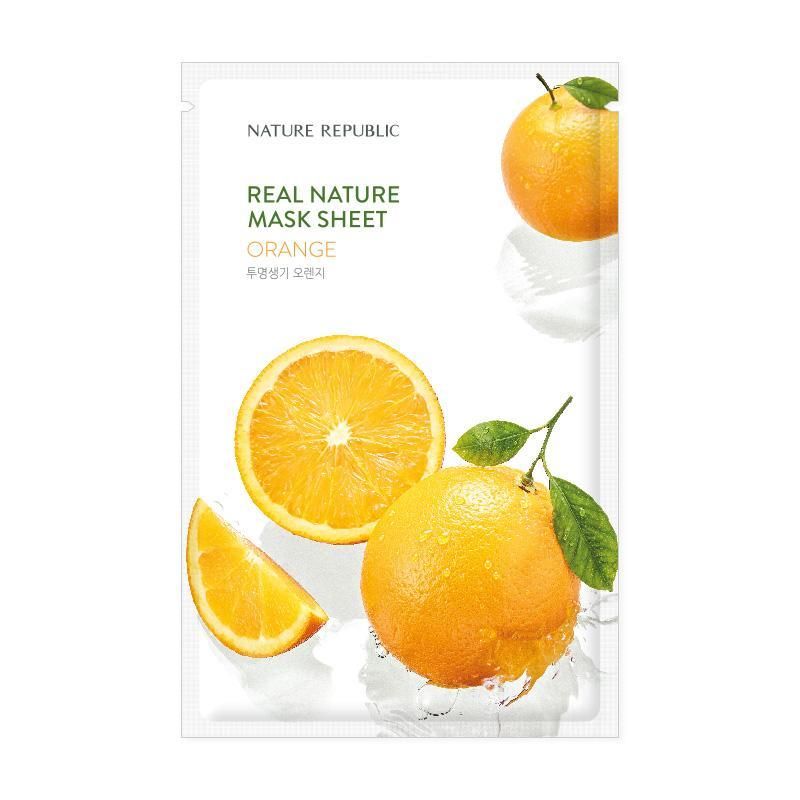 NATURE REPUBLIC
REAL NATURE
MASK SHEET
ORANGE
투명생기 오렌지